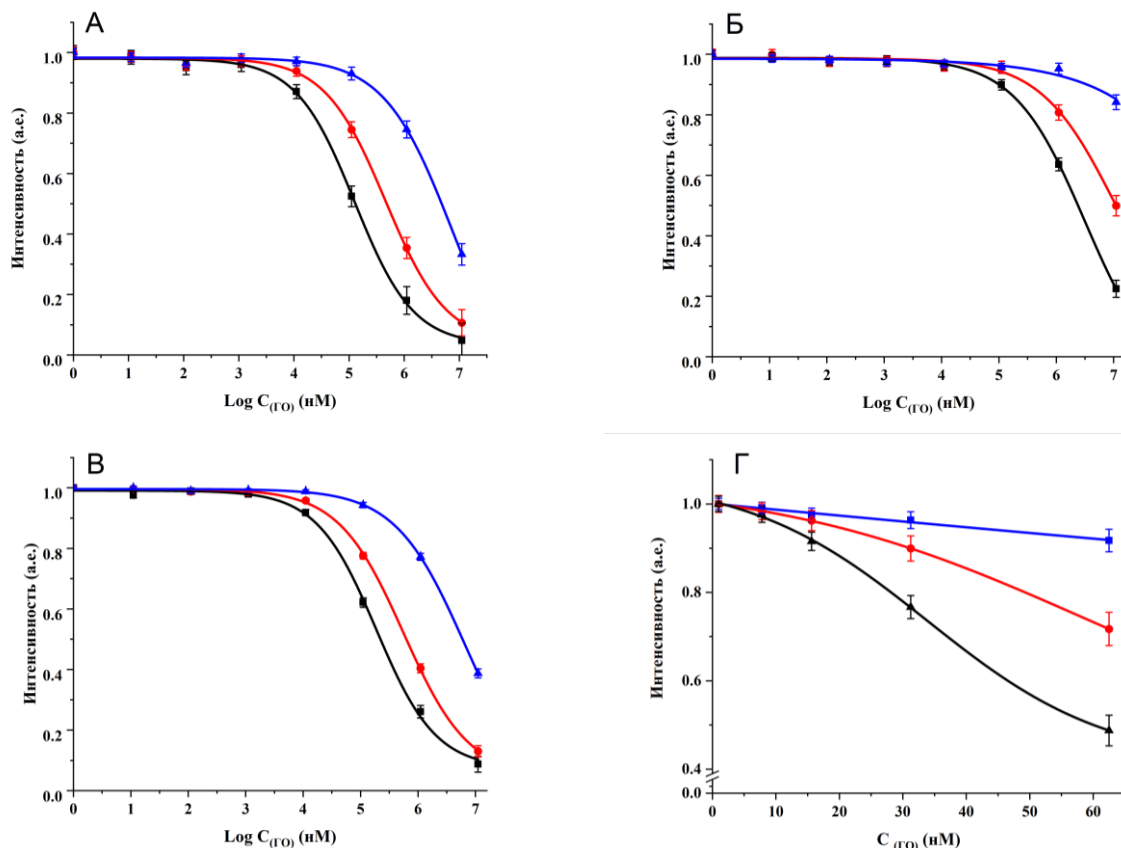 А
1.0
0.8
0.6
0.4
0.2
0.0
Интенсивность (а.е.)
0 1 2 3 4 5 6 7
Log C(ГО) (нМ)
Б
1.0
0.8
0.6
0.4
0.2
0.0
Интенсивность (а.е.)
0 1 2 3 4 5 6 7
Log C(ГО) (нМ)
В
1.0
0.8
0.6
0.4
0.2
0.0
Интенсивность (а.е.)
0 1 2 3 4 5 6 7
Log C(ГО) (нМ)
Г
1.0
0.8
0.6
0.4
0.0
Интенсивность (а.е.)
0 10 20 30 40 50 60
C (ГО) (нМ)